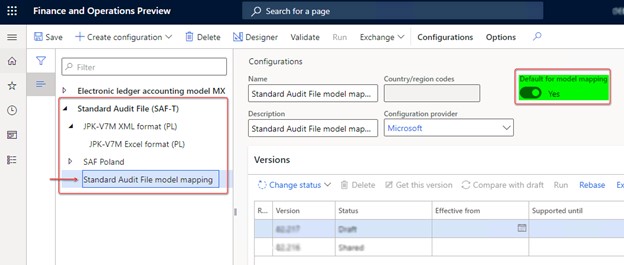 Finance and Operations Preview
Search for a page
Save
Create configuration
Delete
Designer
Validate
Run
Exchange
Configurations
Options
Filter
Electronic ledger accounting model MX
Standard Audit File (SAF-T)
JPK-V7M XML format (PL)
JPK-V7M Excel format (PL)
SAF Poland
Standard Audit File model mapping
Configurations
Name
Country/region codes
Default for model mapping
Standard Audit File model map...
Yes
Description
Configuration provider
Standard Audit File model map...
Microsoft
Versions
Change status
Delete
Get this version
Compare with draft
Run
Rebase
Ex
R...
Version
Status
Effective from
Supported until
Draft
Shared